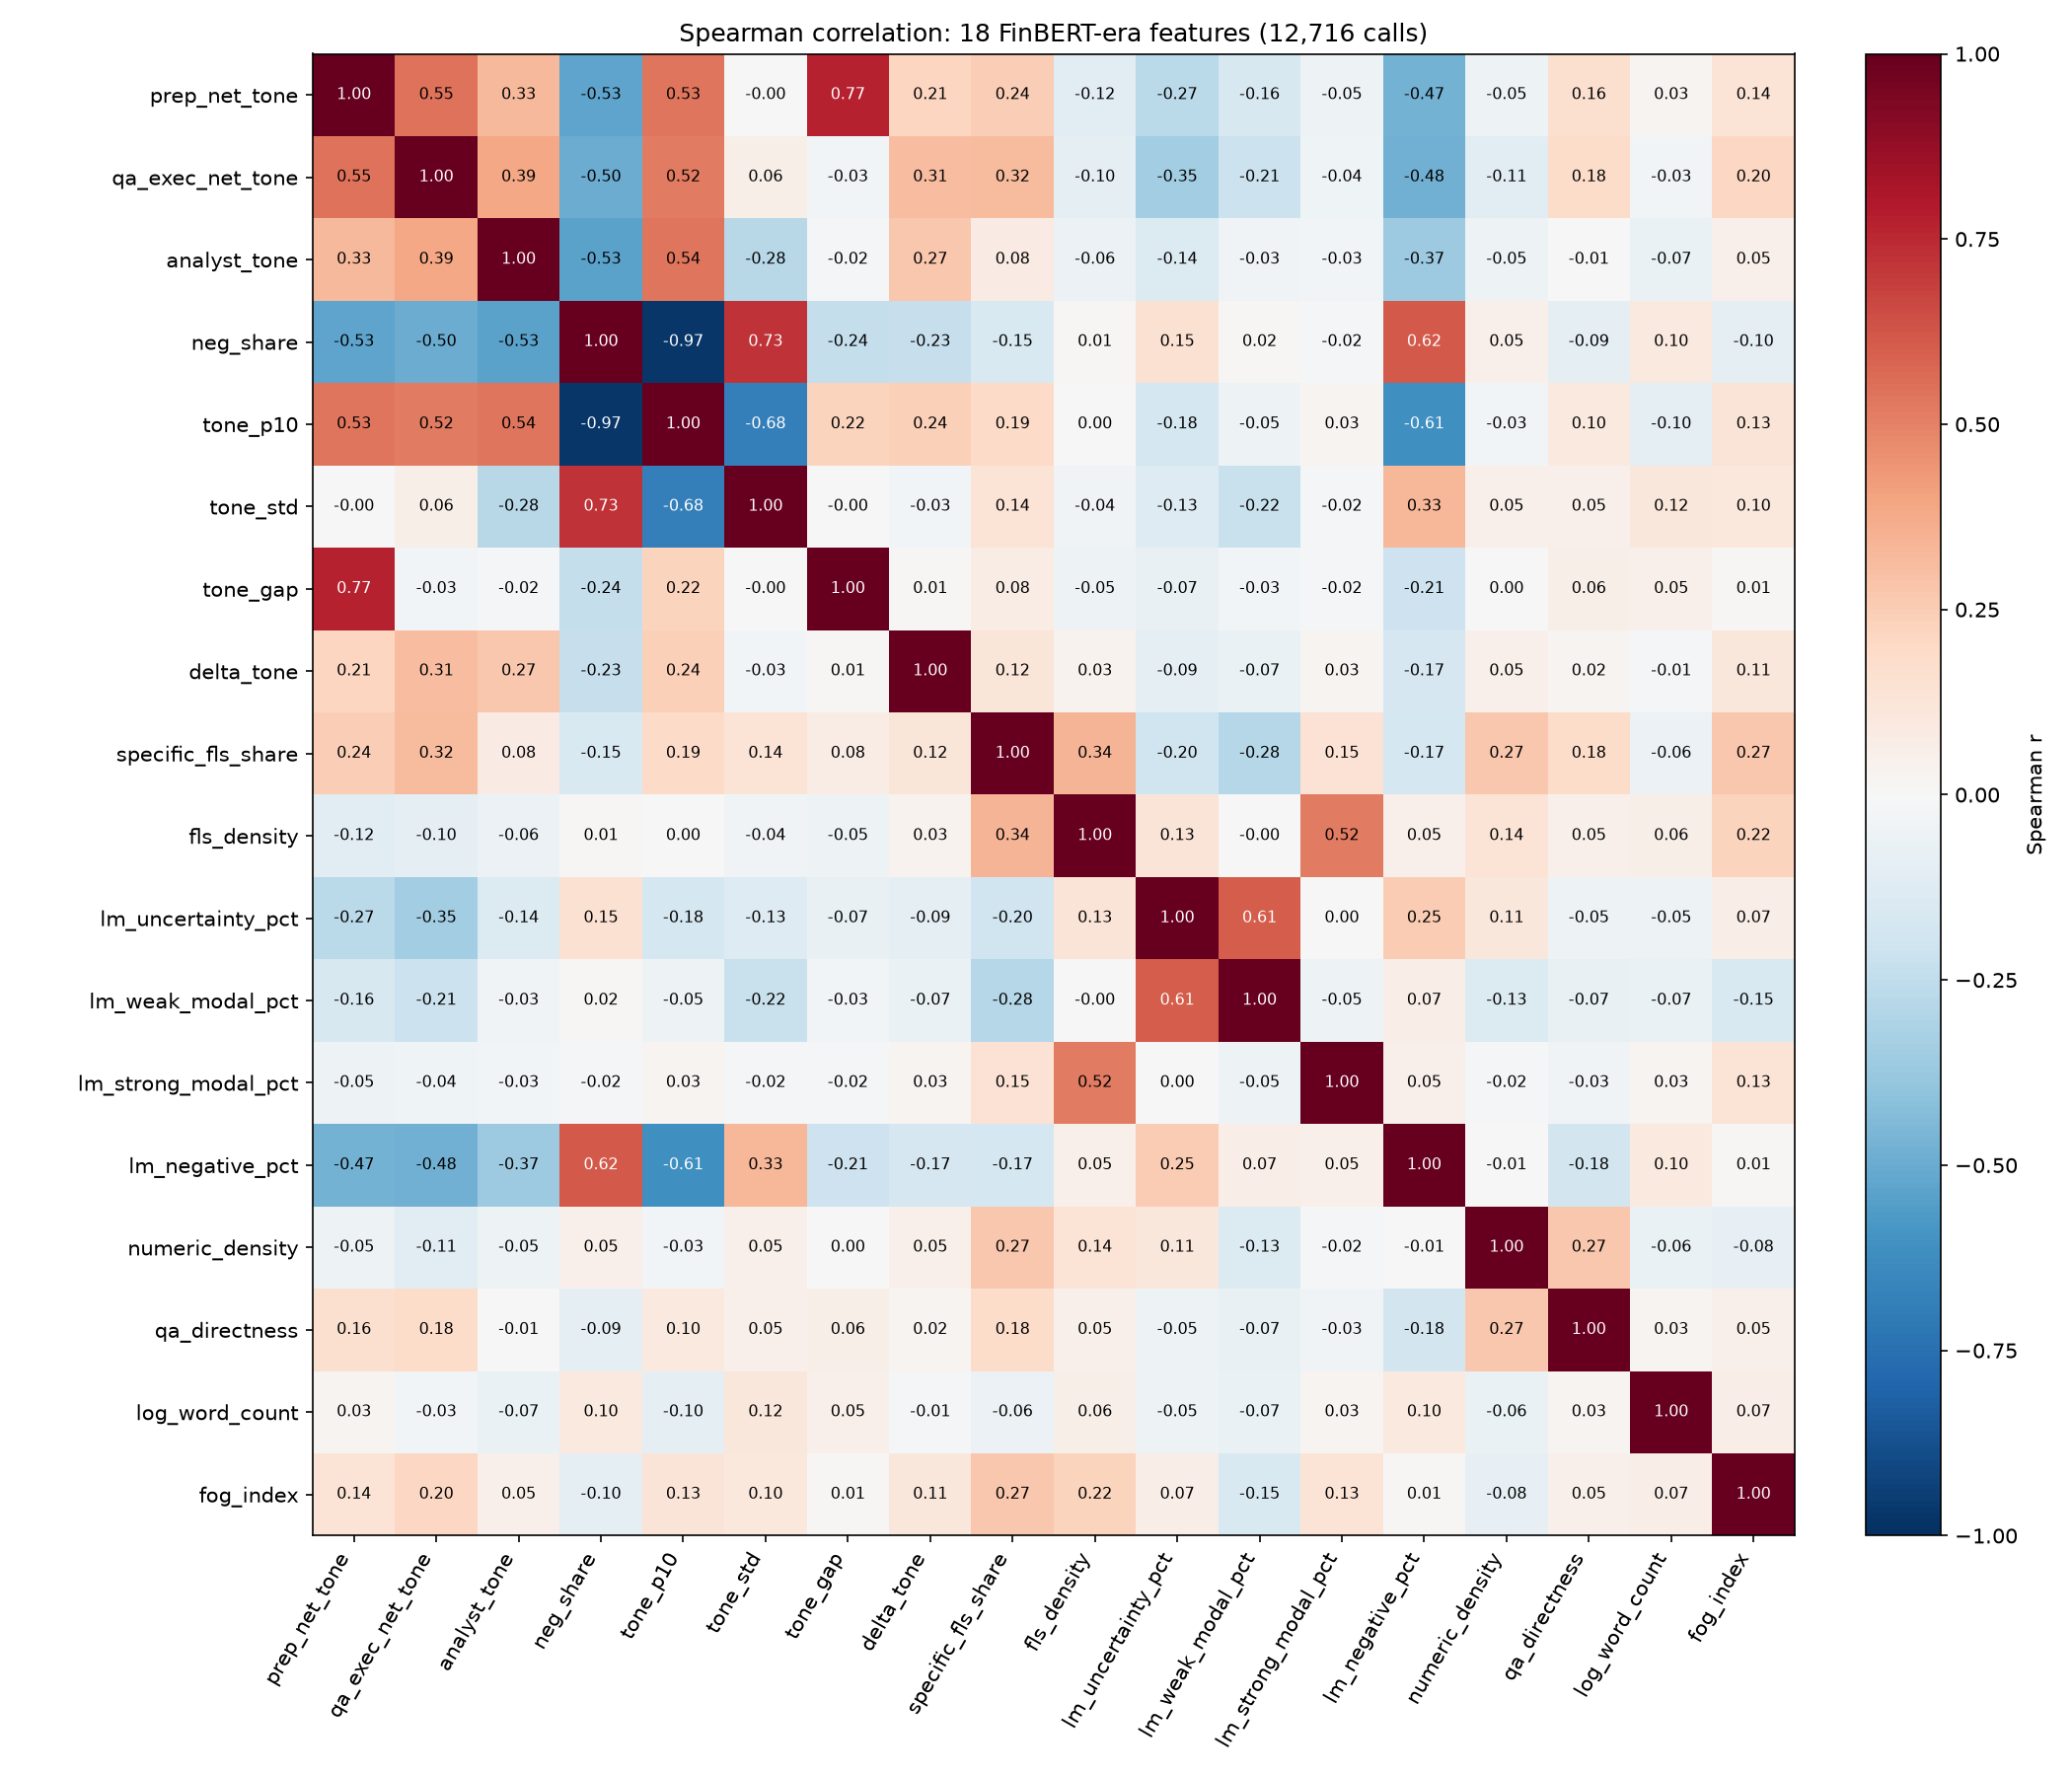 Spearman correlation: 18 FinBERT-era features (12,716 calls)
prep_net_tone 1.00 0.55 0.33 -0.53 0.53 -0.00 0.77 0.21 0.24 -0.12 -0.27 -0.16 -0.05 -0.47 -0.05 0.16 0.03 0.14
qa_exec_net_tone 0.55 1.00 0.39 -0.50 0.52 0.06 -0.03 0.31 0.32 -0.10 -0.35 -0.21 -0.04 -0.48 -0.11 0.18 -0.03 0.20
analyst_tone 0.33 0.39 1.00 -0.53 0.54 -0.28 -0.02 0.27 0.08 -0.06 -0.14 -0.03 -0.03 -0.37 -0.05 -0.01 -0.07 0.05
neg_share -0.53 -0.50 -0.53 1.00 -0.97 0.73 -0.24 -0.23 -0.15 0.01 0.15 0.02 -0.02 0.62 0.05 -0.09 0.10 -0.10
tone_p10 0.53 0.52 0.54 -0.97 1.00 -0.68 0.22 0.24 0.19 0.00 -0.18 -0.05 0.03 -0.61 -0.03 0.10 -0.10 0.13
tone_std -0.00 0.06 -0.28 0.73 -0.68 1.00 -0.00 -0.03 0.14 -0.04 -0.13 -0.22 -0.02 0.33 0.05 0.05 0.12 0.10
tone_gap 0.77 -0.03 -0.02 -0.24 0.22 -0.00 1.00 0.01 0.08 -0.05 -0.07 -0.03 -0.02 -0.21 0.00 0.06 0.05 0.01
delta_tone 0.21 0.31 0.27 -0.23 0.24 -0.03 0.01 1.00 0.12 0.03 -0.09 -0.07 0.03 -0.17 0.05 0.02 -0.01 0.11
specific_fls_share 0.24 0.32 0.08 -0.15 0.19 0.14 0.08 0.12 1.00 0.34 -0.20 -0.28 0.15 -0.17 0.27 0.18 -0.06 0.27
fls_density -0.12 -0.10 -0.06 0.01 0.00 -0.04 -0.05 0.03 0.34 1.00 0.13 -0.00 0.52 0.05 0.14 0.05 0.06 0.22
lm_uncertainty_pct -0.27 -0.35 -0.14 0.15 -0.18 -0.13 -0.07 -0.09 -0.20 0.13 1.00 0.61 0.00 0.25 0.11 -0.05 -0.05 0.07
lm_weak_modal_pct -0.16 -0.21 -0.03 0.02 -0.05 -0.22 -0.03 -0.07 -0.28 -0.00 0.61 1.00 -0.05 0.07 -0.13 -0.07 -0.07 -0.15
lm_strong_modal_pct -0.05 -0.04 -0.03 -0.02 0.03 -0.02 -0.02 0.03 0.15 0.52 0.00 -0.05 1.00 0.05 -0.02 -0.03 0.03 0.13
lm_negative_pct -0.47 -0.48 -0.37 0.62 -0.61 0.33 -0.21 -0.17 -0.17 0.05 0.25 0.07 0.05 1.00 -0.01 -0.18 0.10 0.01
numeric_density -0.05 -0.11 -0.05 0.05 -0.03 0.05 0.00 0.05 0.27 0.14 0.11 -0.13 -0.02 -0.01 1.00 0.27 -0.06 -0.08
qa_directness 0.16 0.18 -0.01 -0.09 0.10 0.05 0.06 0.02 0.18 0.05 -0.05 -0.07 -0.03 -0.18 0.27 1.00 0.03 0.05
log_word_count 0.03 -0.03 -0.07 0.10 -0.10 0.12 0.05 -0.01 -0.06 0.06 -0.05 -0.07 0.03 0.10 -0.06 0.03 1.00 0.07
fog_index 0.14 0.20 0.05 -0.10 0.13 0.10 0.01 0.11 0.27 0.22 0.07 -0.15 0.13 0.01 -0.08 0.05 0.07 1.00
prep_net_tone
qa_exec_net_tone
analyst_tone
neg_share
tone_p10
tone_std
tone_gap
delta_tone
specific_fls_share
fls_density
lm_uncertainty_pct
lm_weak_modal_pct
lm_strong_modal_pct
lm_negative_pct
numeric_density
qa_directness
log_word_count
fog_index
1.00
0.75
0.50
0.25
0.00
−0.25
−0.50
−0.75
−1.00
Spearman r